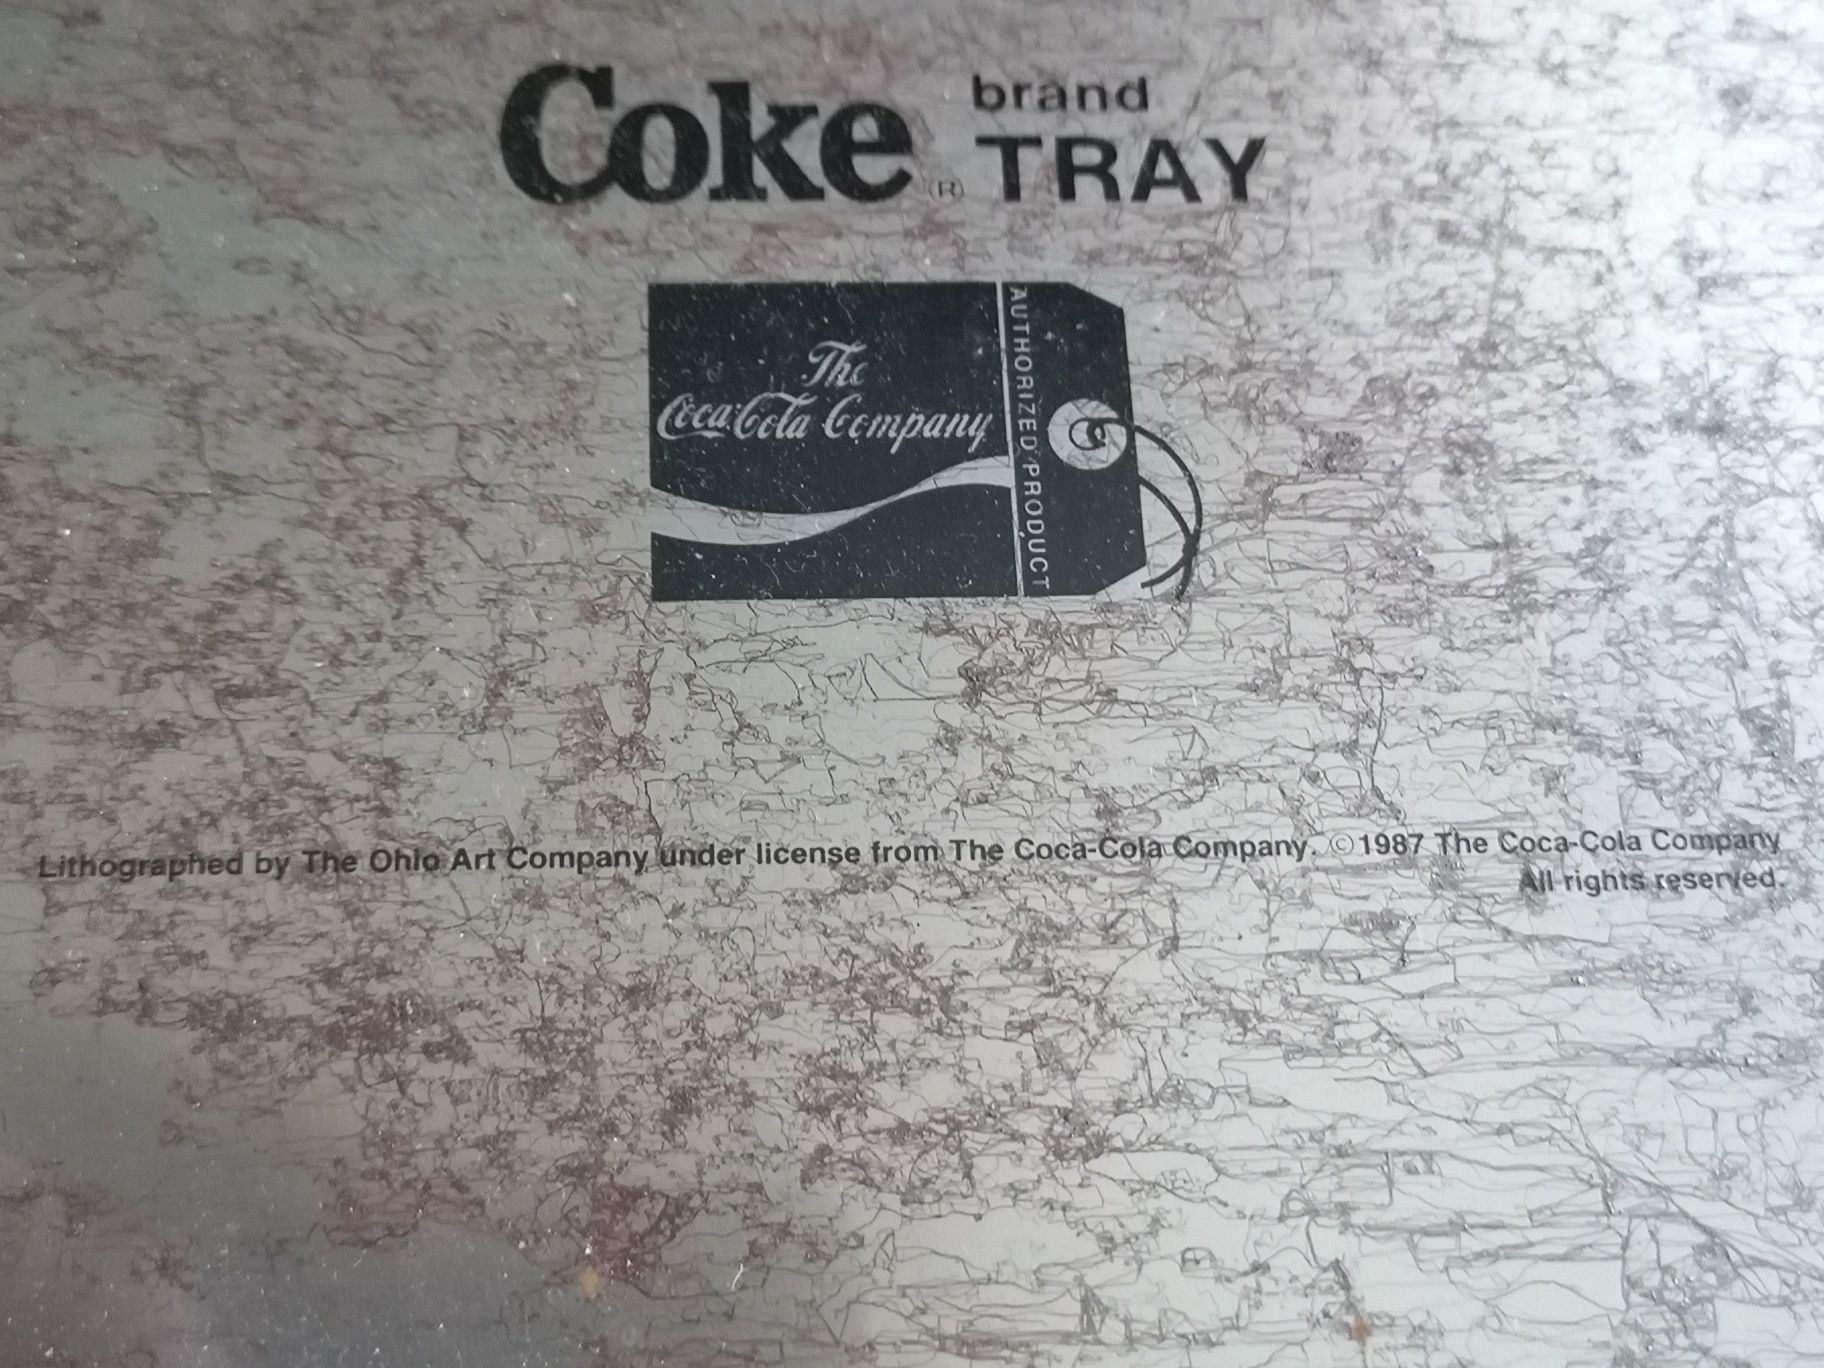 Coke® brand
TRAY
The
Coca-Cola Company
AUTHORIZED PRODUCT
Lithographed by The Ohio Art Company under license from The Coca-Cola Company. ©1987 The Coca-Cola Company
All rights reserved.